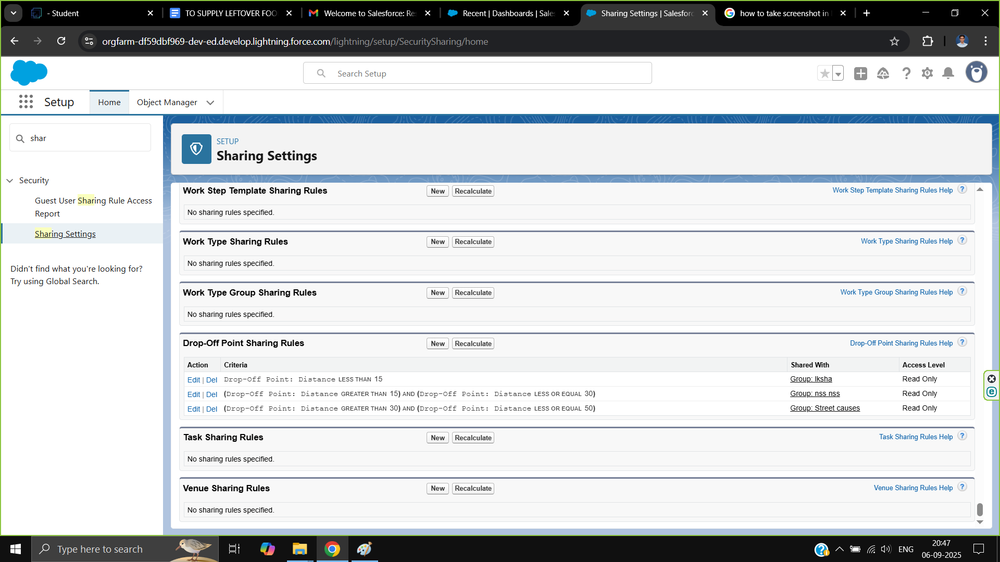 - Student
TO SUPPLY LEFTOVER FOO
Welcome to Salesforce: Res
Recent | Dashboards | Sales
Sharing Settings | Salesforc
how to take screenshot in
orgfarm-df59dbf969-dev-ed.develop.lightning.force.com/lightning/setup/SecuritySharing/home
Search Setup
Setup
Home
Object Manager
shar
Security
Guest User Sharing Rule Access
Report
Sharing Settings
Didn't find what you're looking for?
Try using Global Search.
SETUP
Sharing Settings
Work Step Template Sharing Rules New Recalculate Work Step Template Sharing Rules Help ?
No sharing rules specified.
Work Type Sharing Rules New Recalculate Work Type Sharing Rules Help ?
No sharing rules specified.
Work Type Group Sharing Rules New Recalculate Work Type Group Sharing Rules Help ?
No sharing rules specified.
Drop-Off Point Sharing Rules New Recalculate Drop-Off Point Sharing Rules Help ?
Action Criteria Shared With Access Level
Edit | Del Drop-Off Point: Distance LESS THAN 15 Group: Iksha Read Only
Edit | Del (Drop-Off Point: Distance GREATER THAN 15) AND (Drop-Off Point: Distance LESS OR EQUAL 30) Group: nss nss Read Only
Edit | Del (Drop-Off Point: Distance GREATER THAN 30) AND (Drop-Off Point: Distance LESS OR EQUAL 50) Group: Street causes Read Only
Task Sharing Rules New Recalculate Task Sharing Rules Help ?
No sharing rules specified.
Venue Sharing Rules New Recalculate Venue Sharing Rules Help ?
No sharing rules specified.
Type here to search
ENG
20:47
06-09-2025